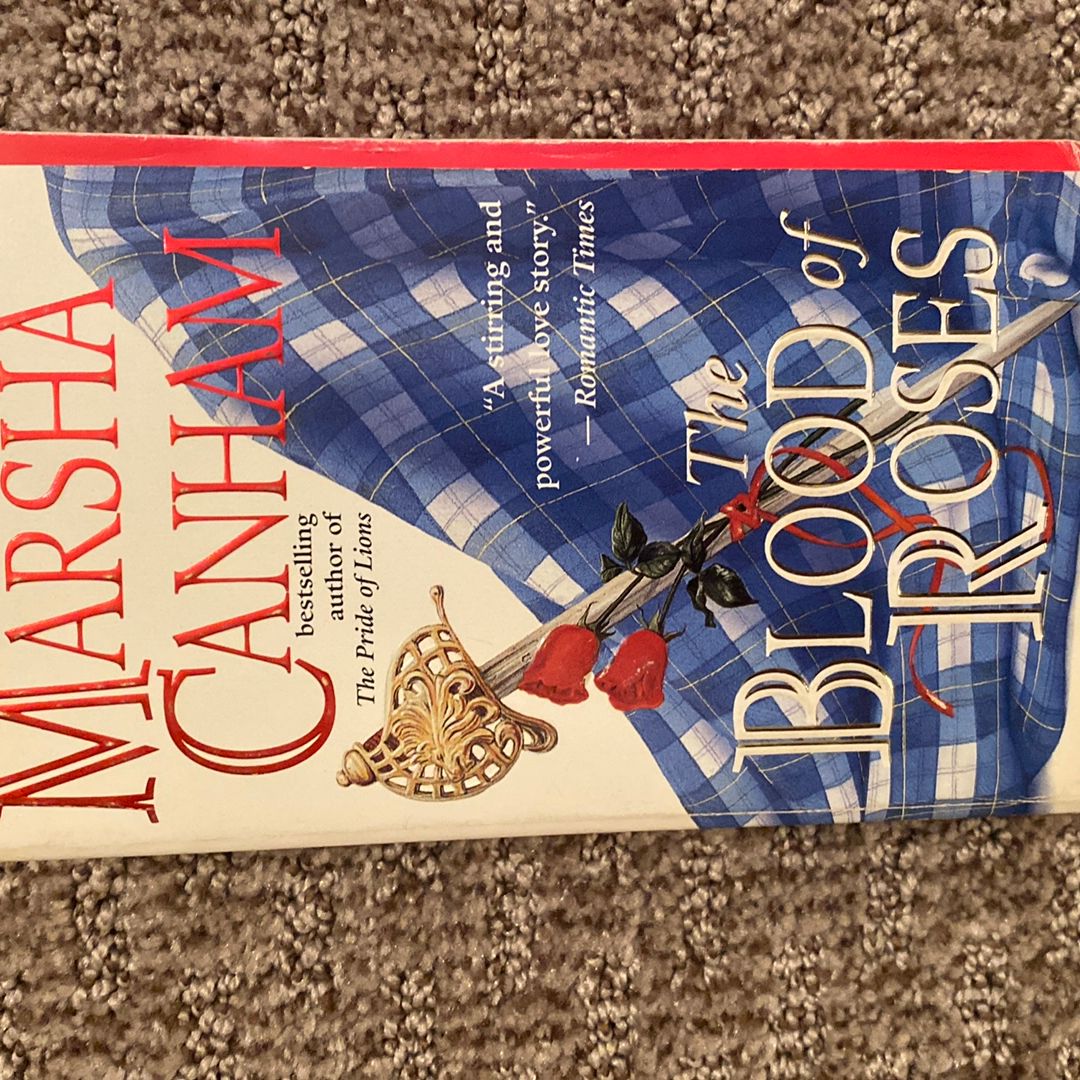 MARSHA
CANHAM
bestselling
author of
The Pride of Lions
“A stirring and
powerful love story.”
— Romantic Times
The
BLOOD of
ROSES